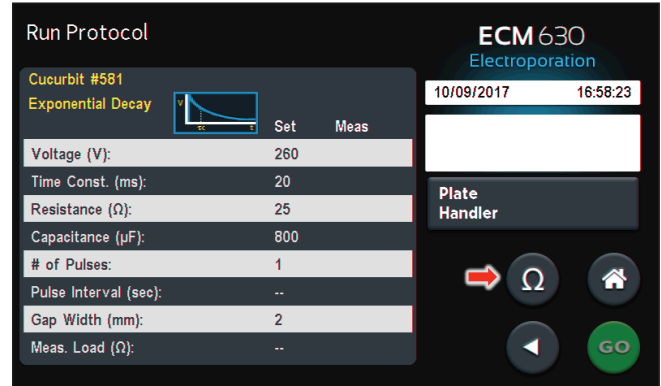 Run Protocol
Cucurbit #581
Exponential Decay
V
τC
t
Set Meas
Voltage (V): 260
Time Const. (ms): 20
Resistance (Ω): 25
Capacitance (µF): 800
# of Pulses: 1
Pulse Interval (sec): --
Gap Width (mm): 2
Meas. Load (Ω): --
ECM 630
Electroporation
10/09/2017 16:58:23
Plate
Handler
Ω
GO